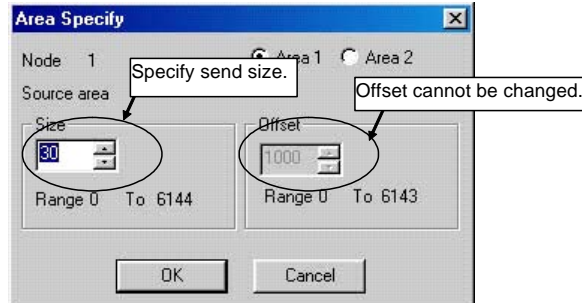 Area Specify
Node 1
Area 1 Area 2
Specify send size.
Source area
Offset cannot be changed.
Size
30
Range 0 To 6144
Offset
1000
Range 0 To 6143
OK Cancel